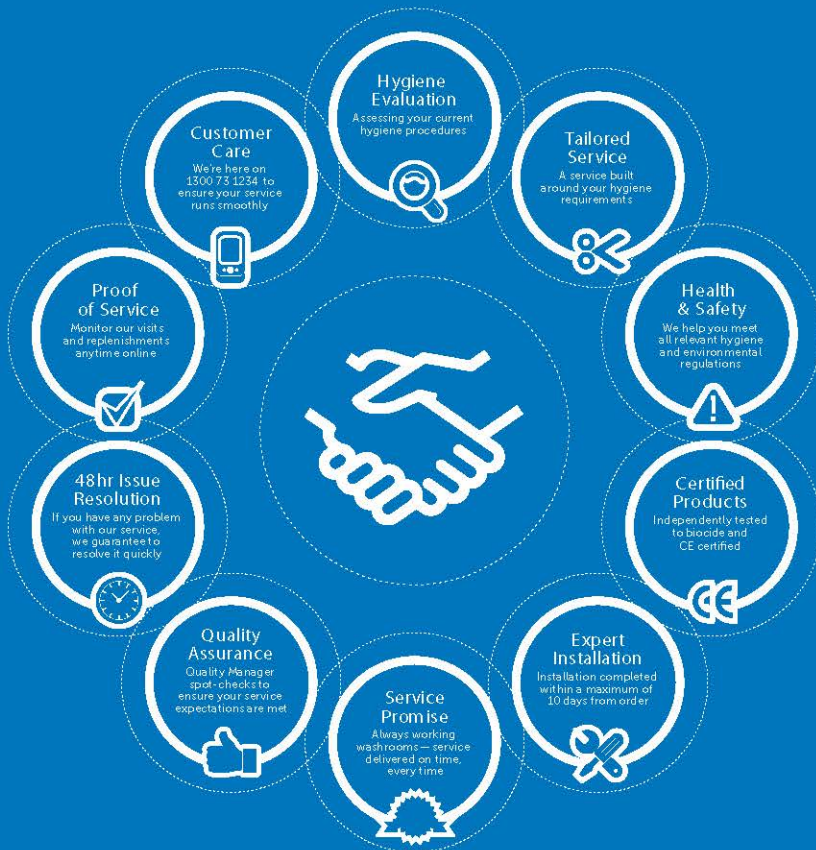 Hygiene
Evaluation
Assessing your current
hygiene procedures
Tailored
Service
A service built
around your hygiene
requirements
Health
& Safety
We help you meet
all relevant hygiene
and environmental
regulations
Certified
Products
Independently tested
to biocide and
CE certified
CE
Expert
Installation
Installation completed
within a maximum of
10 days from order
Service
Promise
Always working
washrooms — service
delivered on time,
every time
Quality
Assurance
Quality Manager
spot-checks to
ensure your service
expectations are met
48hr Issue
Resolution
If you have any problem
with our service,
we guarantee to
resolve it quickly
Proof
of Service
Monitor our visits
and replenishments
anytime online
Customer
Care
We're here on
1300 73 1234 to
ensure your service
runs smoothly